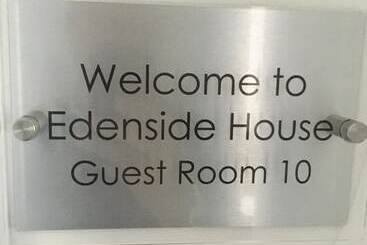 Welcome to
Edenside House
Guest Room 10